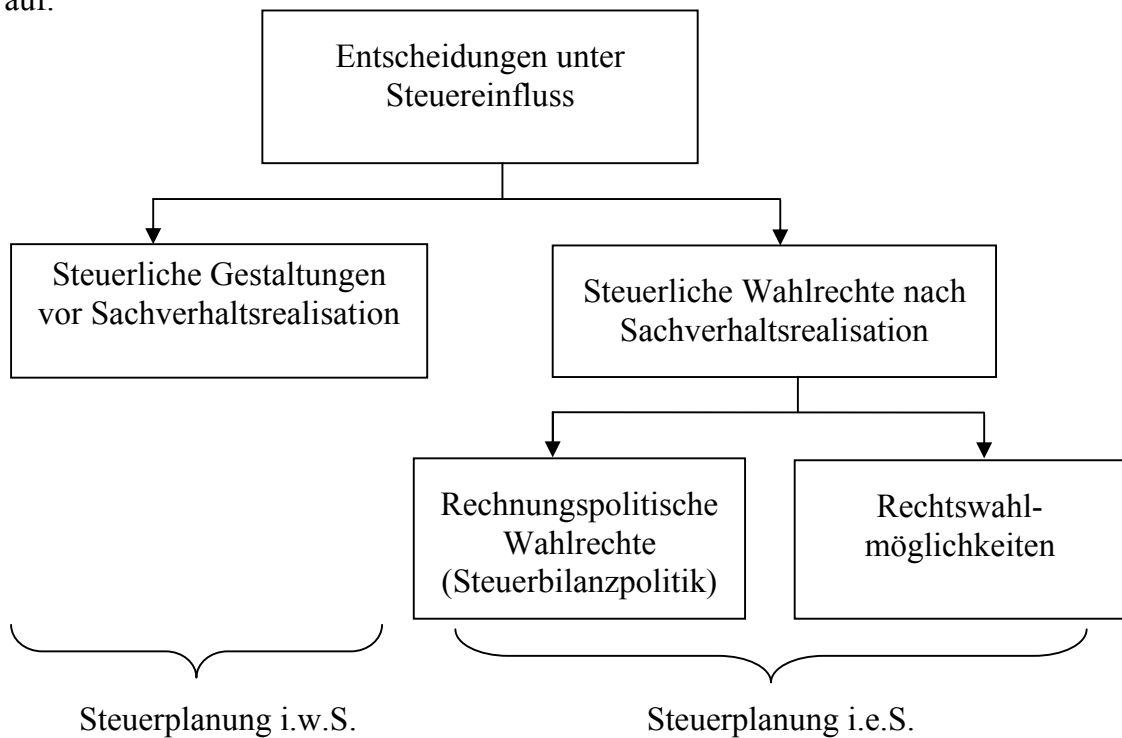 auf.
Entscheidungen unter
Steuereinfluss
Steuerliche Gestaltungen
vor Sachverhaltsrealisation
Steuerliche Wahlrechte nach
Sachverhaltsrealisation
Rechnungspolitische
Wahlrechte
(Steuerbilanzpolitik)
Rechtswahl-
möglichkeiten
Steuerplanung i.w.S.
Steuerplanung i.e.S.